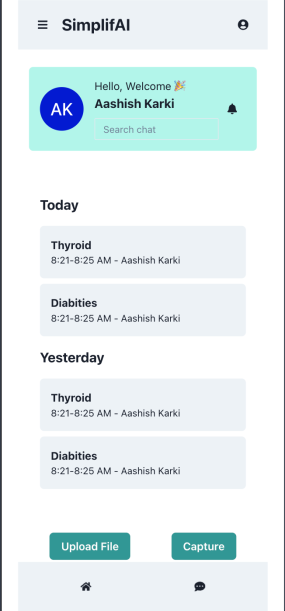 SimplifAI
Hello, Welcome 🎉
AK
Aashish Karki
Search chat
Today
Thyroid
8:21-8:25 AM - Aashish Karki
Diabities
8:21-8:25 AM - Aashish Karki
Yesterday
Thyroid
8:21-8:25 AM - Aashish Karki
Diabities
8:21-8:25 AM - Aashish Karki
Upload File
Capture